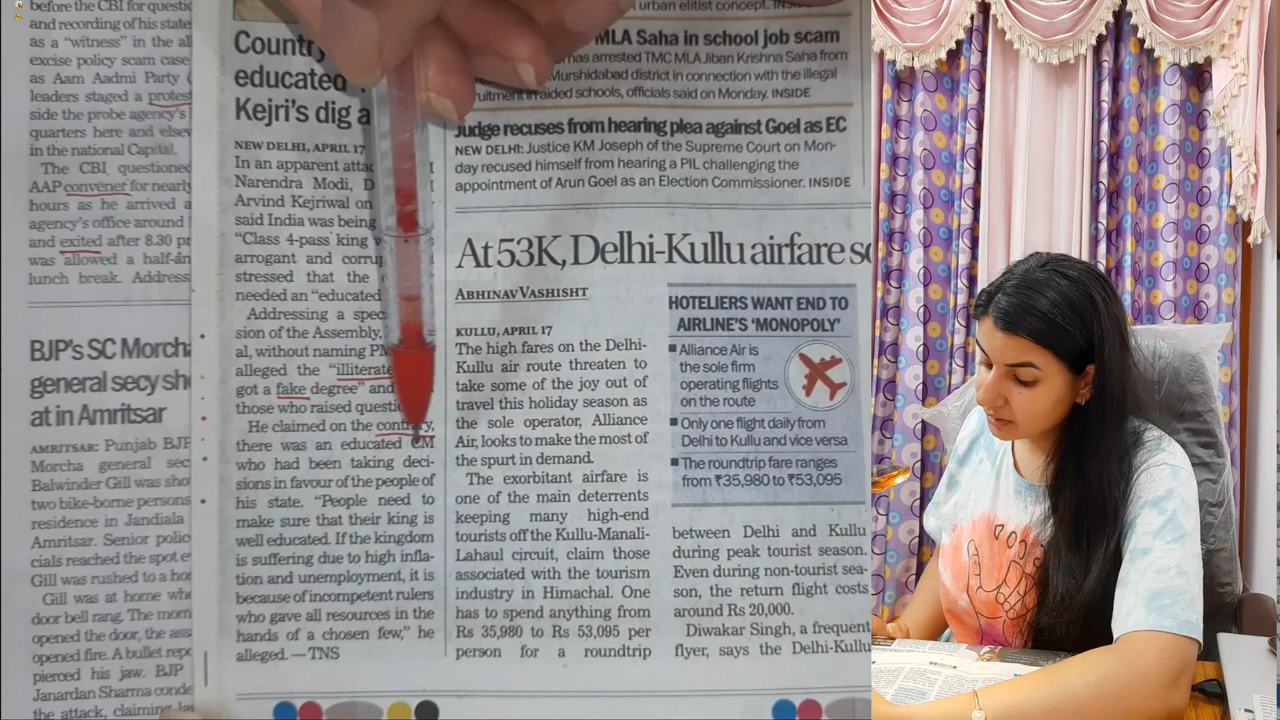 before the CBI for questio
and recording of his state
as a “witness” in the al
excise policy scam case
as Aam Aadmi Party (
leaders staged a protest
side the probe agency’s
quarters here and elsew
in the national Capital.
The CBI questioned
AAP convener for nearly
hours as he arrived a
agency’s office around
and exited after 8.30 pr
was allowed a half-an
lunch break. Address
BJP’s SC Morcha
general secy sho
at in Amritsar
AMRITSAR: Punjab BJP
Morcha general sec
Balwinder Gill was sho
two bike-borne persons
residence in Jandiala
Amritsar. Senior polic
cials reached the spot e
Gill was rushed to a hos
Gill was at home whe
door bell rang. The mom
opened the door, the ass
opened fire. A bullet
pierced his jaw. BJP
Janardan Sharma conde
the attack, claiming
Country
educated
Kejri’s dig a
NEW DELHI, APRIL 17
In an apparent attac
Narendra Modi, D
Arvind Kejriwal on
said India was being
“Class 4-pass king
arrogant and corru
stressed that the
needed an “educated
Addressing a spec
sion of the Assembly,
al, without naming PM
alleged the “illiterate
got a fake degree” and
those who raised questio
He claimed on the contrary,
there was an educated CM
who had been taking deci-
sions in favour of the people of
his state. “People need to
make sure that their king is
well educated. If the kingdom
is suffering due to high infla-
tion and unemployment, it is
because of incompetent rulers
who gave all resources in the
hands of a chosen few,” he
alleged. — TNS
urban elitist concept. INSIDE
MLA Saha in school job scam
has arrested TMC MLA Jiban Krishna Saha from
Murshidabad district in connection with the illegal
ruitment in aided schools, officials said on Monday. INSIDE
Judge recuses from hearing plea against Goel as EC
NEW DELHI: Justice KM Joseph of the Supreme Court on Mon-
day recused himself from hearing a PIL challenging the
appointment of Arun Goel as an Election Commissioner. INSIDE
At 53K, Delhi-Kullu airfare so
ABHINAV VASHISHT
KULLU, APRIL 17
The high fares on the Delhi-
Kullu air route threaten to
take some of the joy out of
travel this holiday season as
the sole operator, Alliance
Air, looks to make the most of
the spurt in demand.
The exorbitant airfare is
one of the main deterrents
keeping many high-end
tourists off the Kullu-Manali-
Lahaul circuit, claim those
associated with the tourism
industry in Himachal. One
has to spend anything from
Rs 35,980 to Rs 53,095 per
person for a roundtrip
HOTELIERS WANT END TO
AIRLINE’S ‘MONOPOLY’
Alliance Air is
the sole firm
operating flights
on the route
Only one flight daily from
Delhi to Kullu and vice versa
The roundtrip fare ranges
from ₹35,980 to ₹53,095
between Delhi and Kullu
during peak tourist season.
Even during non-tourist sea-
son, the return flight costs
around Rs 20,000.
Diwakar Singh, a frequent
flyer, says the Delhi-Kullu